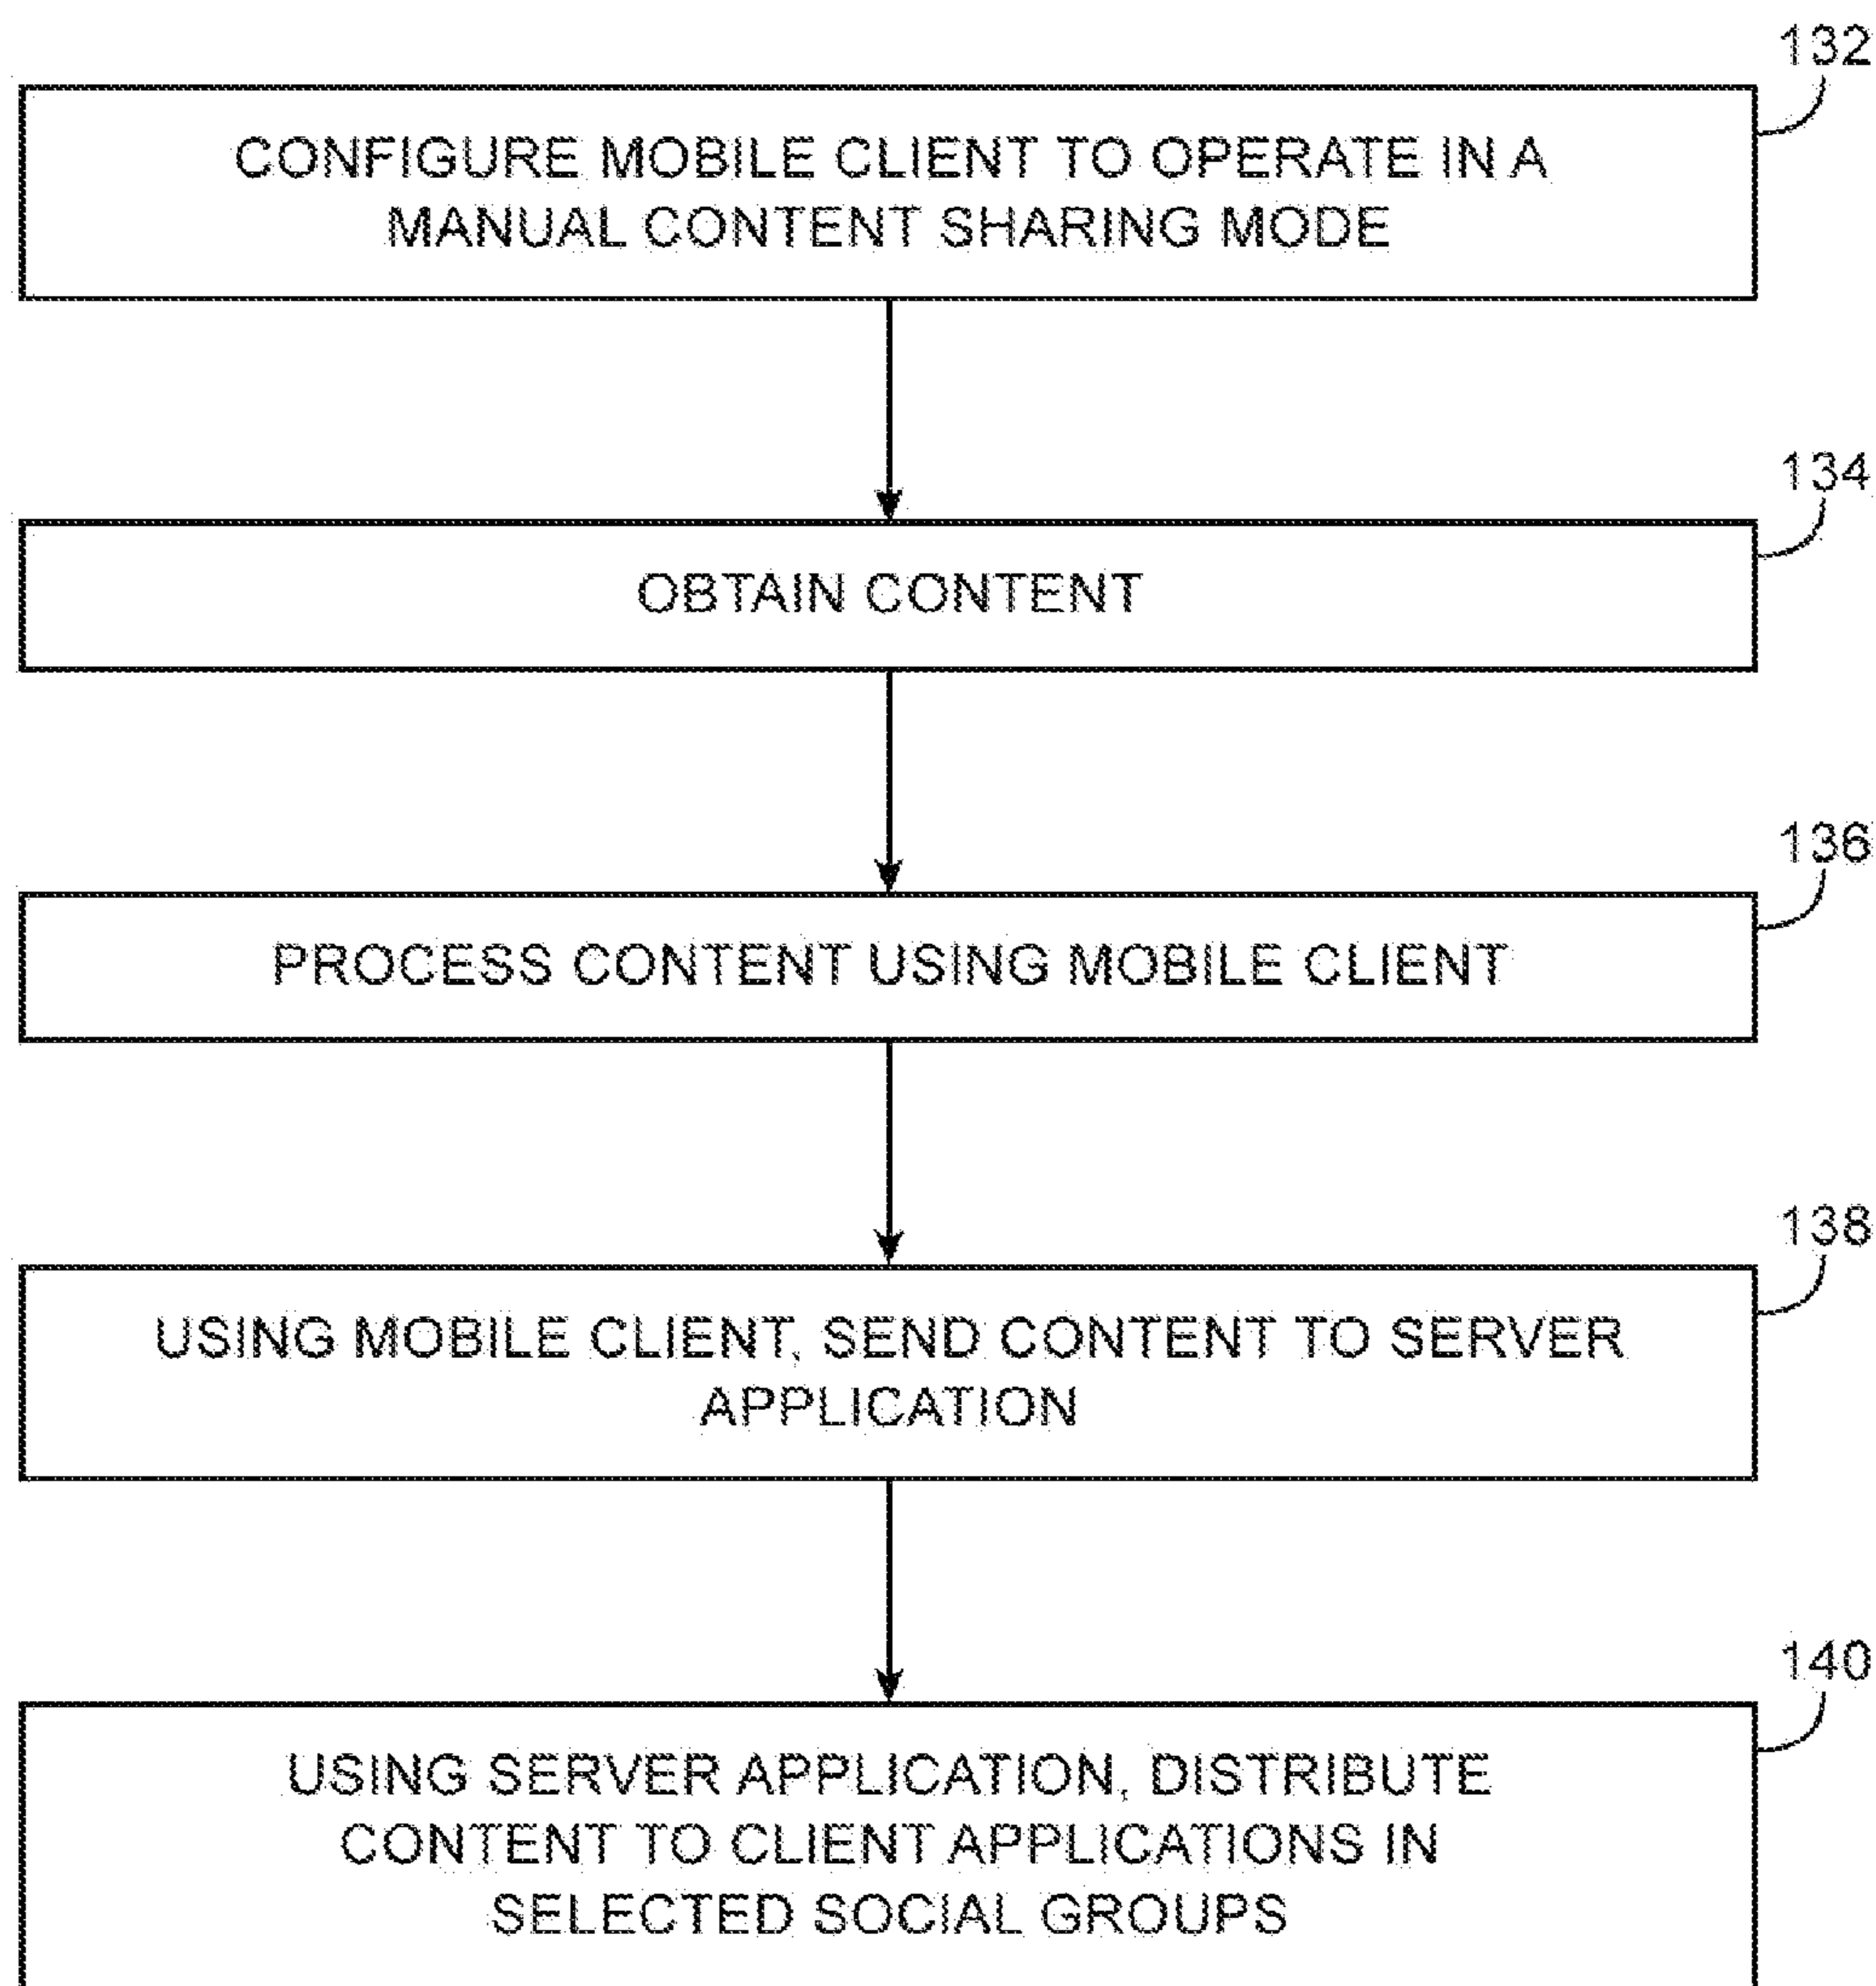 132
CONFIGURE MOBILE CLIENT TO OPERATE IN A
MANUAL CONTENT SHARING MODE
134
OBTAIN CONTENT
136
PROCESS CONTENT USING MOBILE CLIENT
138
USING MOBILE CLIENT, SEND CONTENT TO SERVER
APPLICATION
140
USING SERVER APPLICATION, DISTRIBUTE
CONTENT TO CLIENT APPLICATIONS IN
SELECTED SOCIAL GROUPS